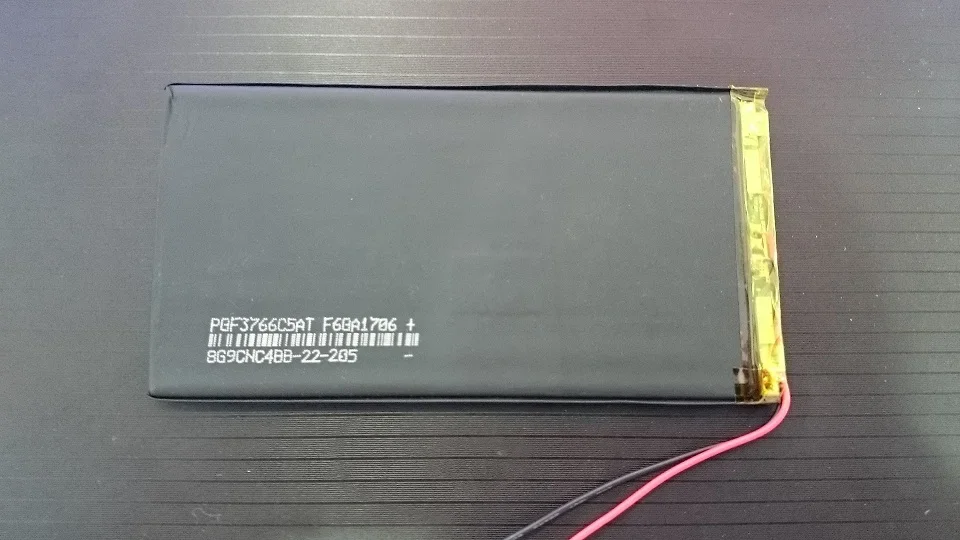 PGF3766C5AT F6GA1706 +
8G9CNC4BB-22-205 -